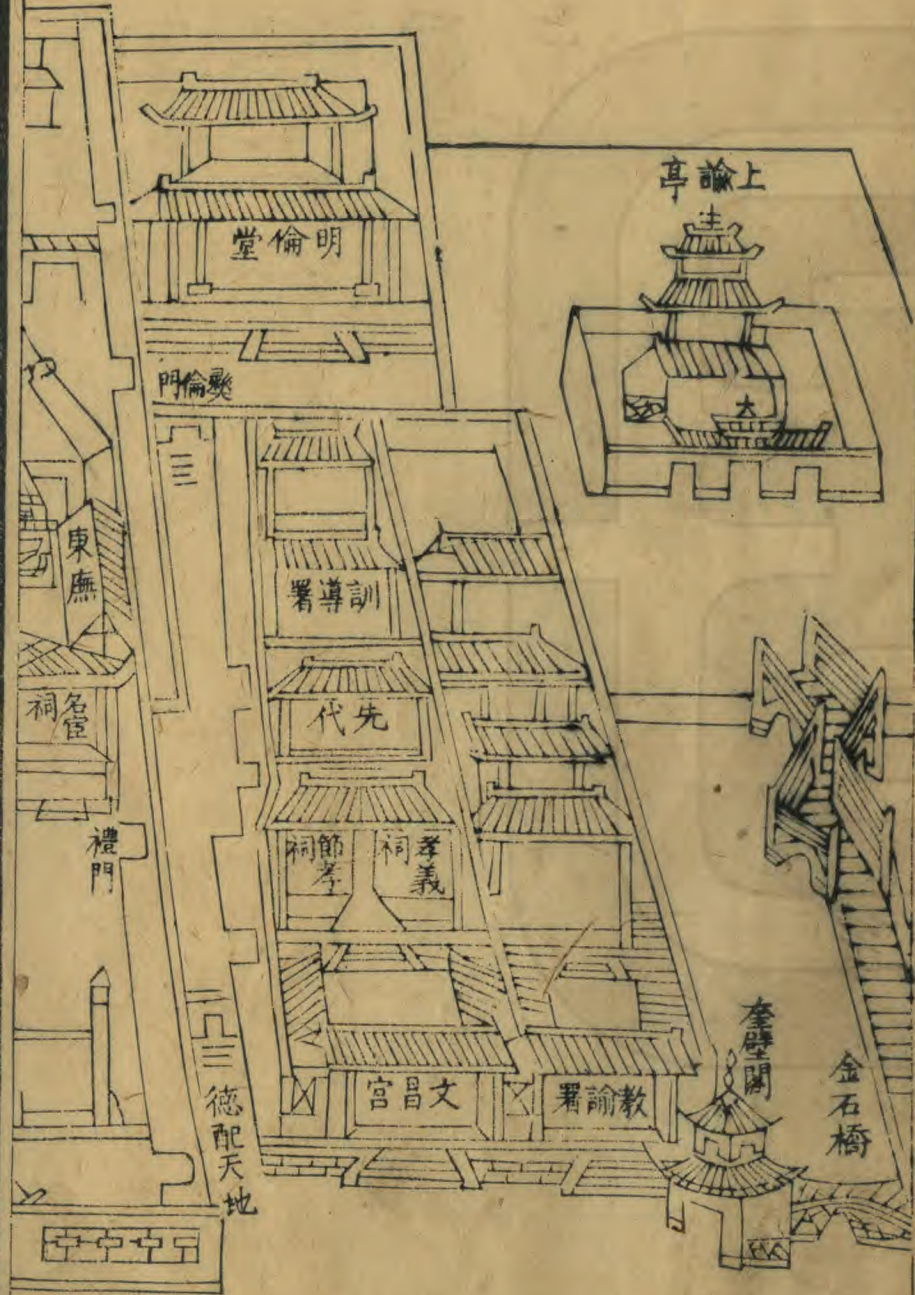 上諭亭
大
明倫堂
彝倫門
訓導署
先代
孝義祠
節孝祠
教諭署
文昌宮
奎壁閣
金石橋
東廡
名宦祠
禮門
德配天地